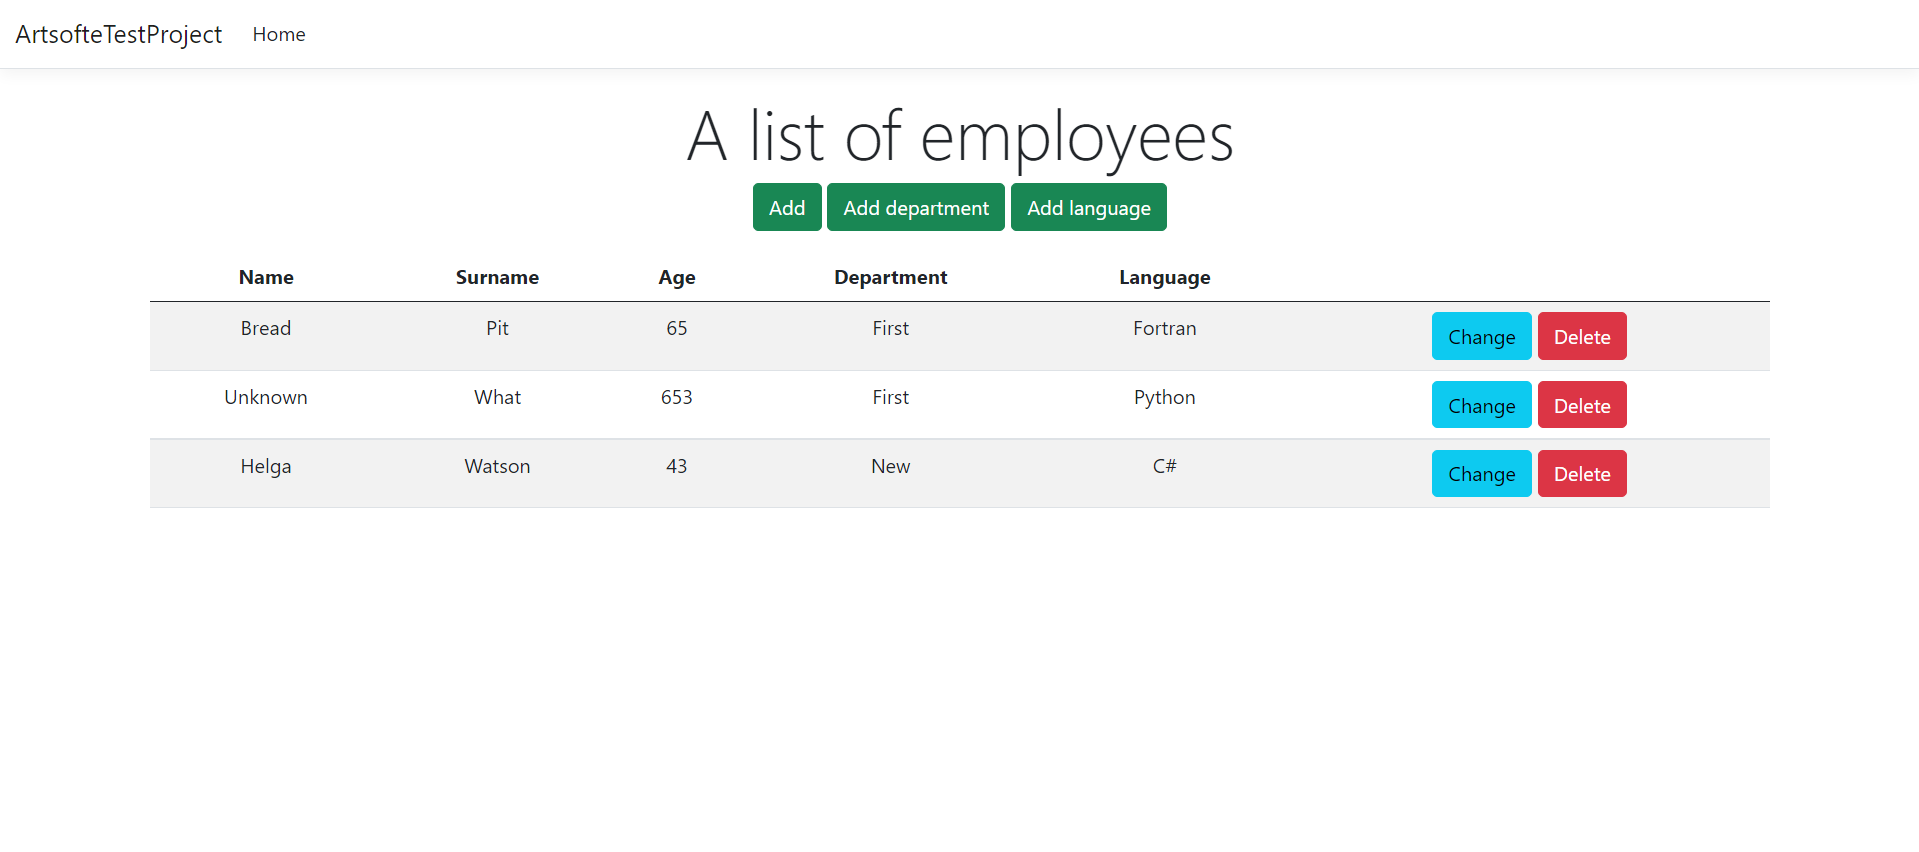 ArtsofteTestProject Home
A list of employees
Add Add department Add language
Name Surname Age Department Language
Bread Pit 65 First Fortran Change Delete
Unknown What 653 First Python Change Delete
Helga Watson 43 New C# Change Delete